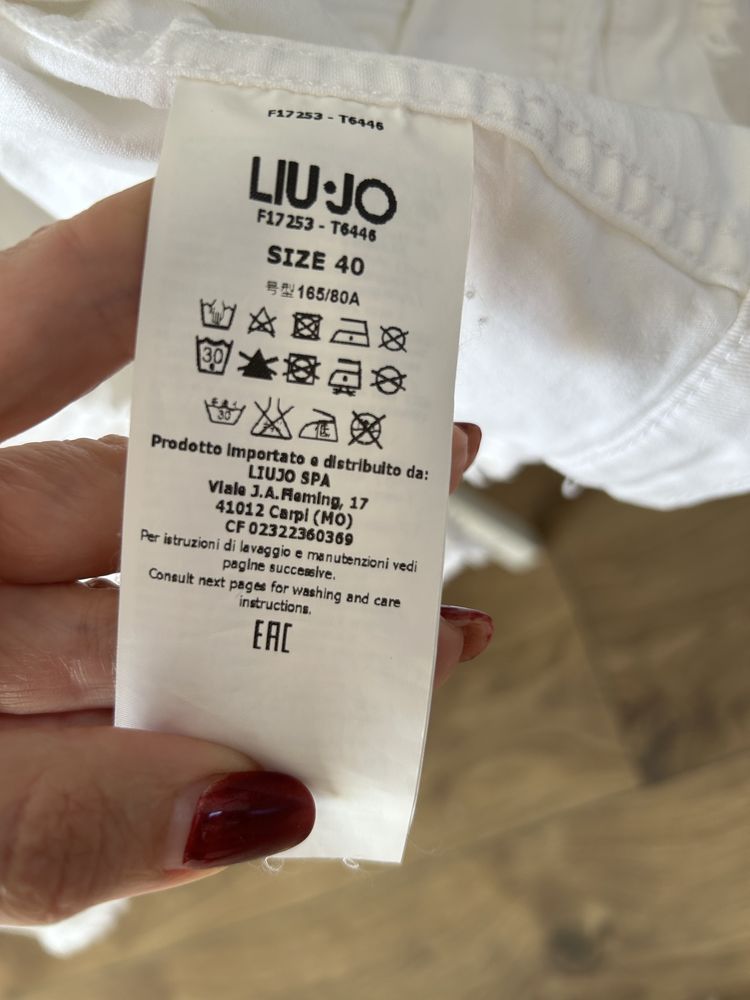 F17253 - T6446
LIU·JO
F17253 - T6446
SIZE 40
号型165/80A
30
30
Prodotto importato e distribuito da:
LIUJO SPA
Viale J.A.Fleming, 17
41012 Carpi (MO)
CF 02322360369
Per istruzioni di lavaggio e manutenzioni vedi
pagine successive.
Consult next pages for washing and care
instructions.
EAC